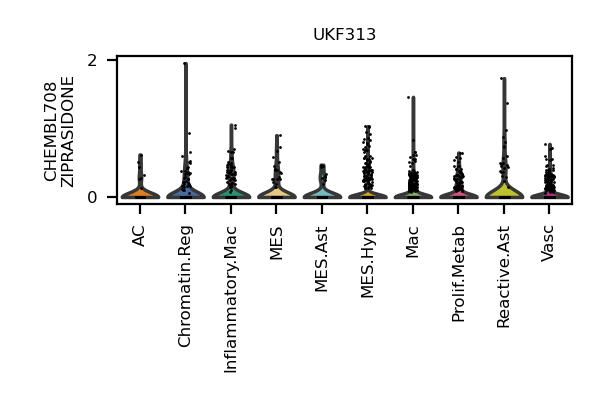 UKF313
CHEMBL708
ZIPRASIDONE
2
0
AC
Chromatin.Reg
Inflammatory.Mac
MES
MES.Ast
MES.Hyp
Mac
Prolif.Metab
Reactive.Ast
Vasc